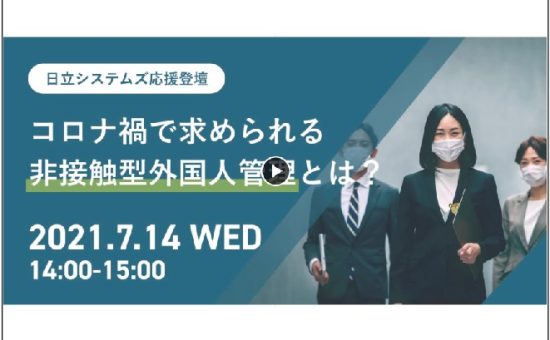 日立システムズ応援登壇
コロナ禍で求められる
非接触型外国人管理とは？
2021.7.14 WED
14:00-15:00